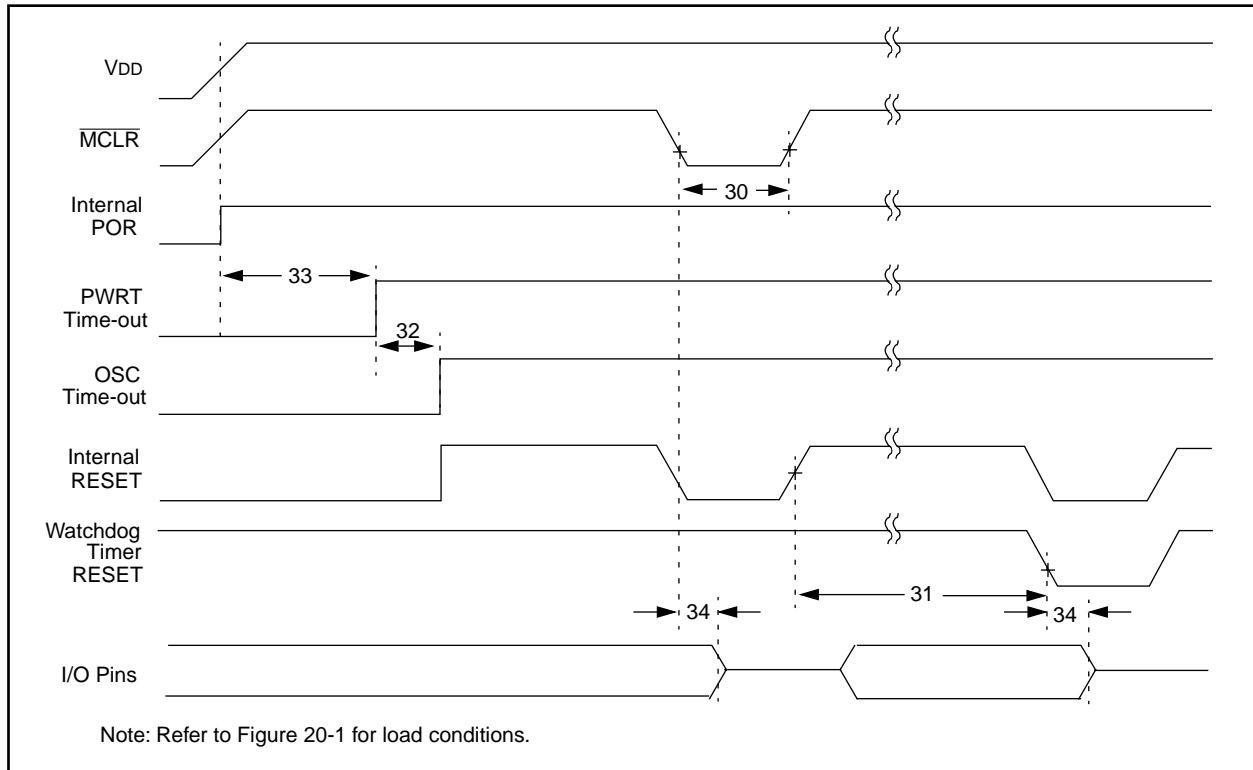 VDD
MCLR
30
Internal
POR
33
PWRT
Time-out
32
OSC
Time-out
Internal
RESET
Watchdog
Timer
RESET
31
34
34
I/O Pins
Note: Refer to Figure 20-1 for load conditions.